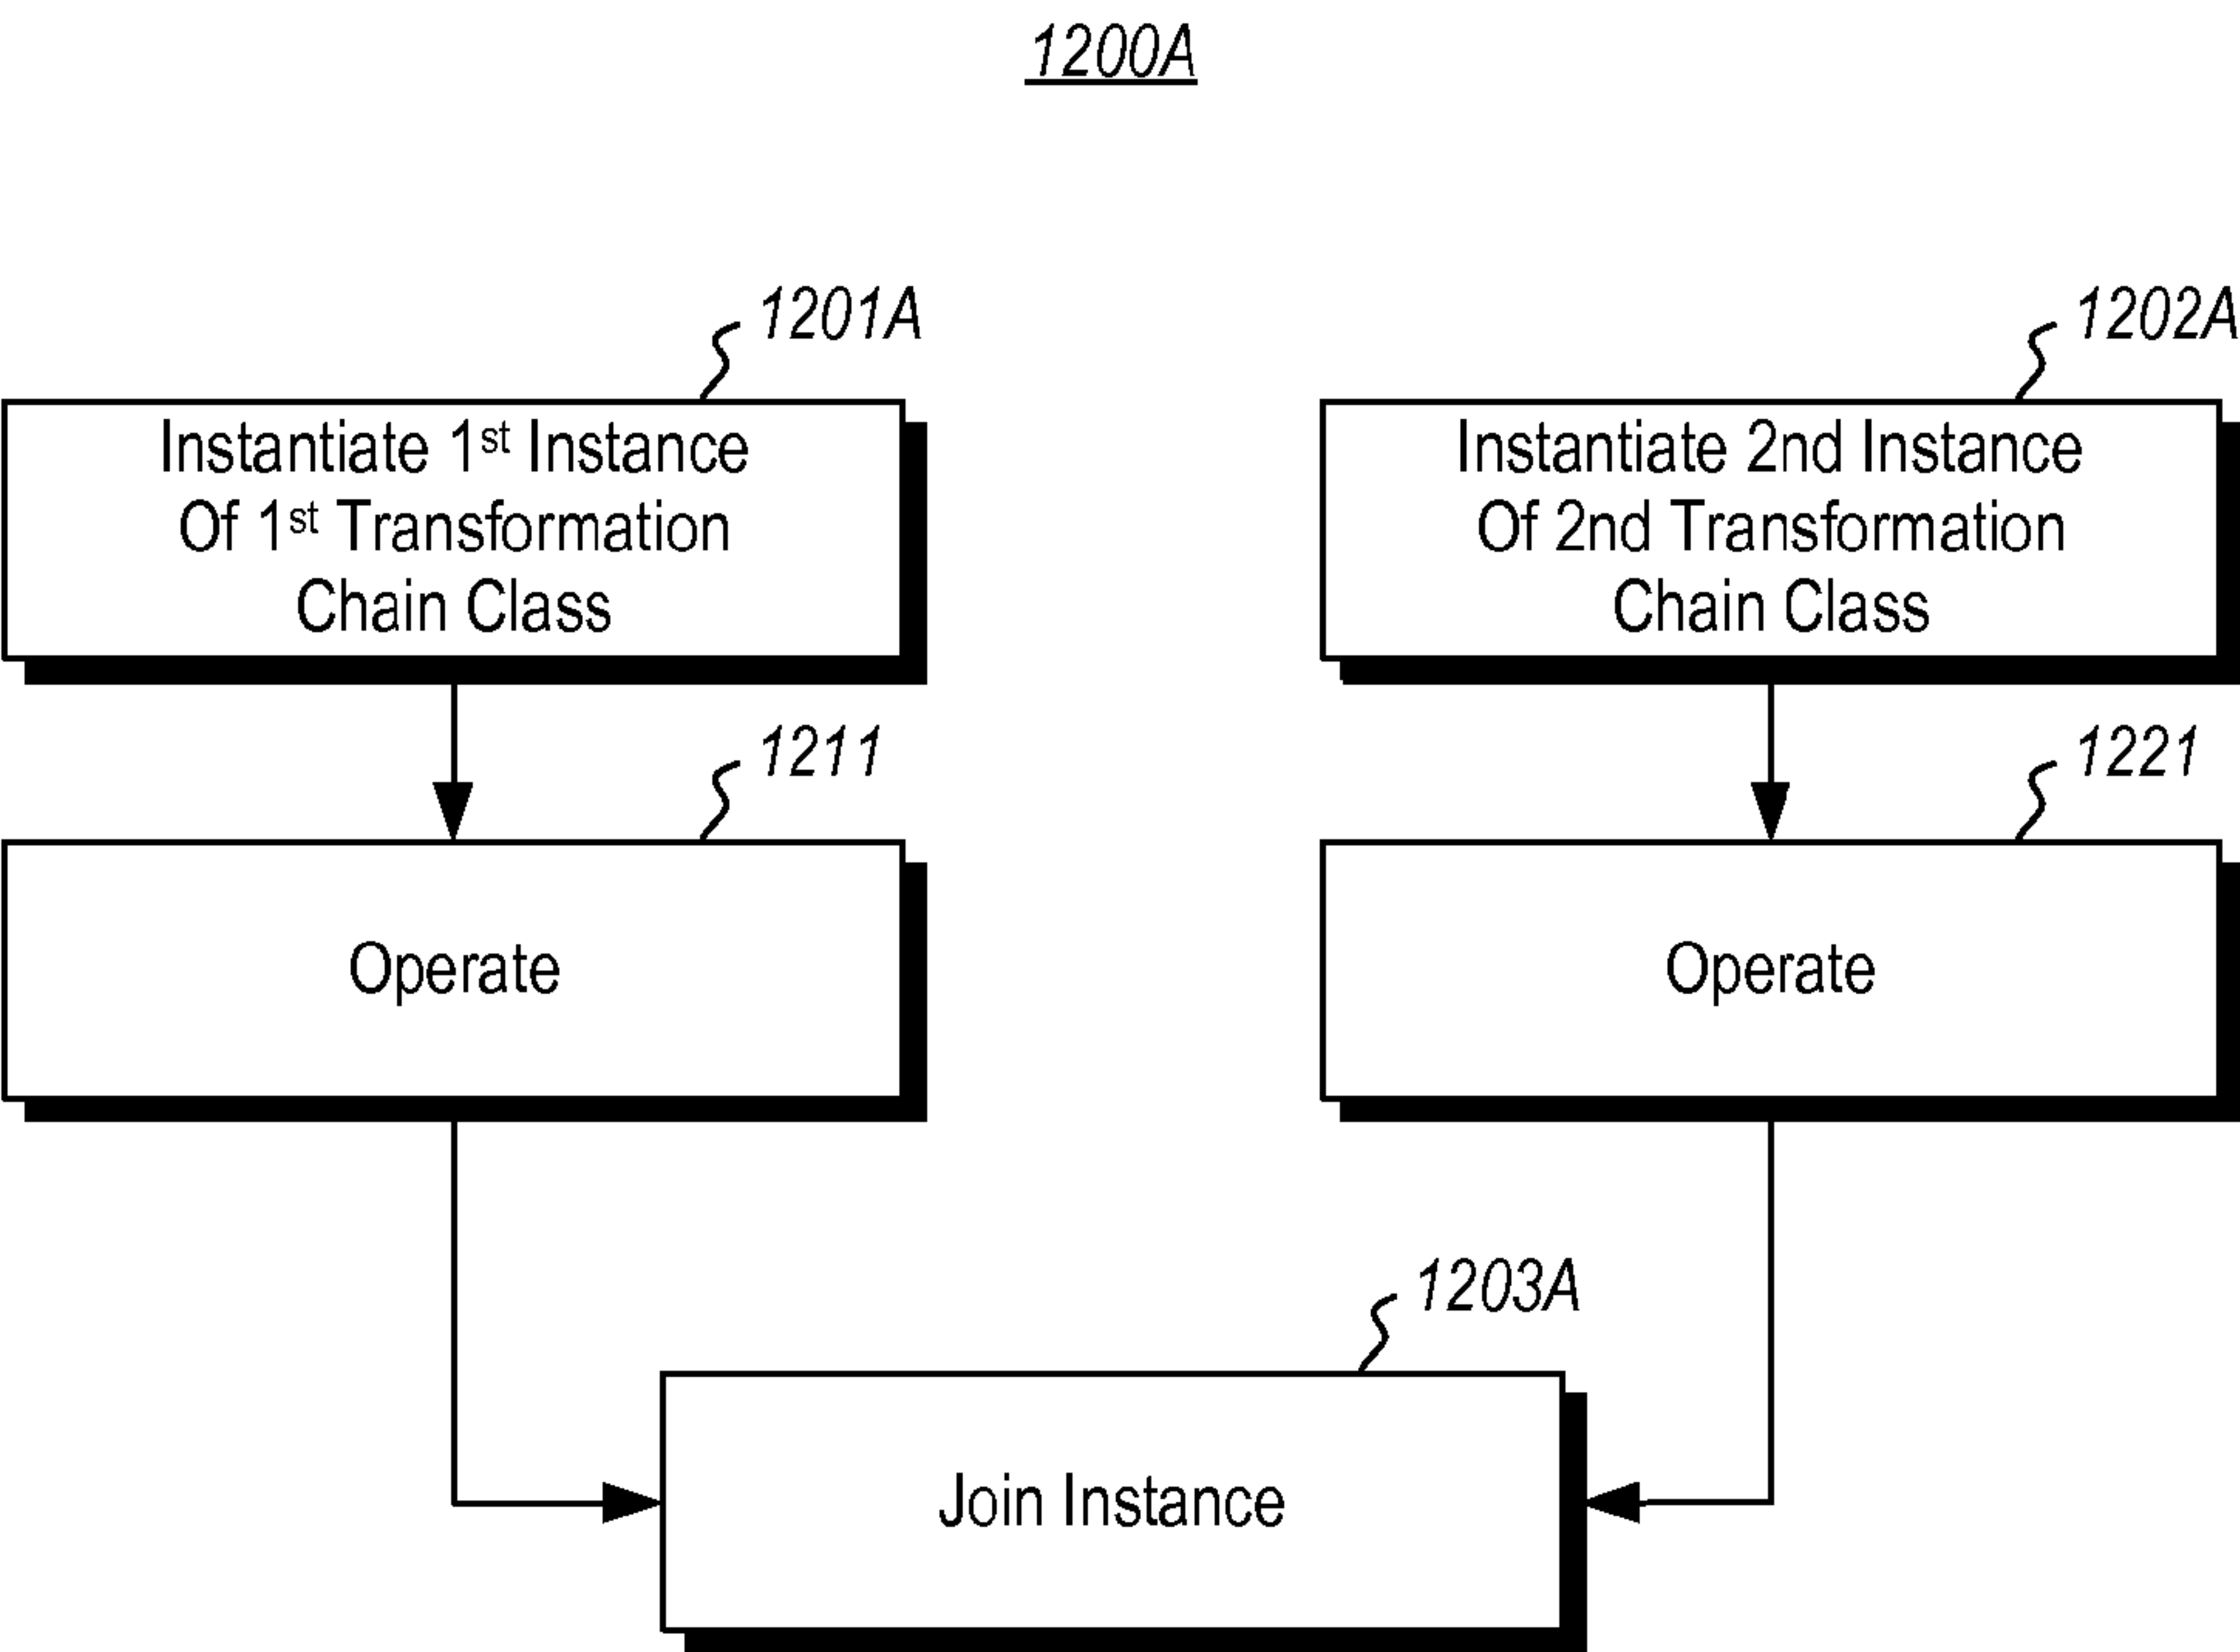 1200A
1201A
Instantiate 1st Instance
Of 1st Transformation
Chain Class
1202A
Instantiate 2nd Instance
Of 2nd Transformation
Chain Class
1211
Operate
1221
Operate
1203A
Join Instance